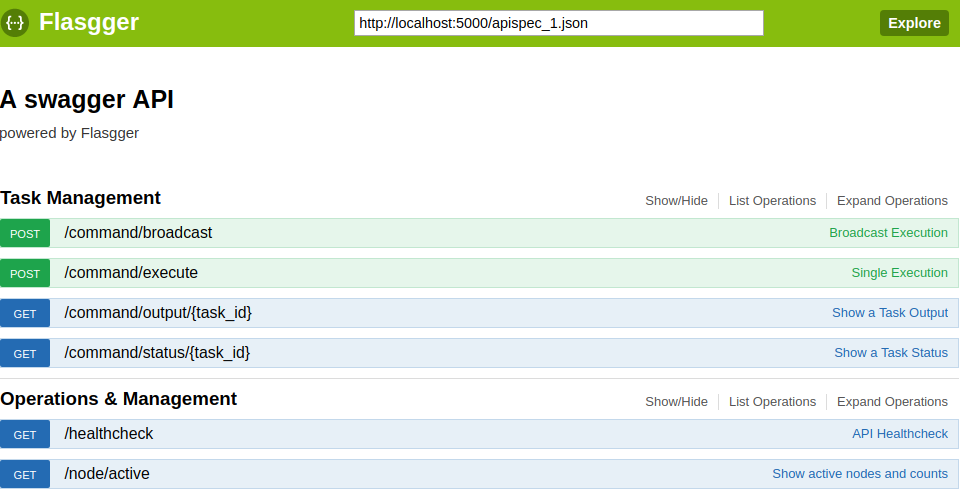 {···} Flasgger http://localhost:5000/apispec_1.json Explore
A swagger API
powered by Flasgger
Task Management Show/Hide List Operations Expand Operations
POST /command/broadcast Broadcast Execution
POST /command/execute Single Execution
GET /command/output/{task_id} Show a Task Output
GET /command/status/{task_id} Show a Task Status
Operations & Management Show/Hide List Operations Expand Operations
GET /healthcheck API Healthcheck
GET /node/active Show active nodes and counts